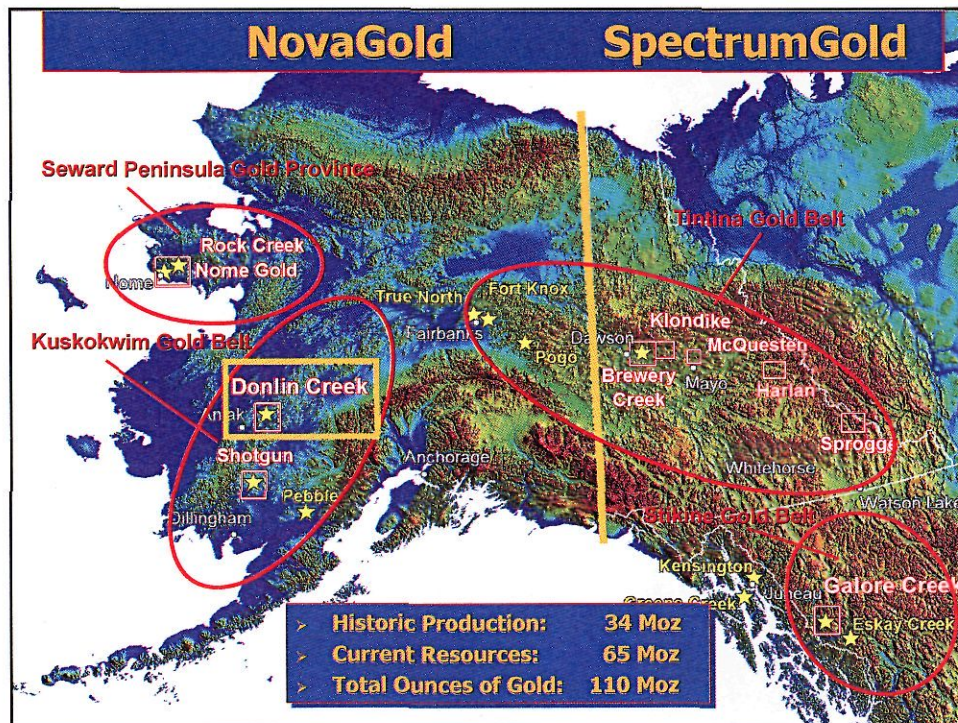 NovaGold SpectrumGold
Seward Peninsula Gold Province
Tintina Gold Belt
Rock Creek
Nome Gold
Nome
True North
Fort Knox
Fairbanks
Pogo
Dawson
Klondike
McQuesten
Brewery
Creek
Mayo
Harlan
Sprogge
Kuskokwim Gold Belt
Donlin Creek
Aniak
Shotgun
Pebble
Dillingham
Anchorage
Whitehorse
Watson Lake
Stikine Gold Belt
Kensington
Juneau
Greens Creek
Galore Creek
Eskay Creek
➢ Historic Production: 34 Moz
➢ Current Resources: 65 Moz
➢ Total Ounces of Gold: 110 Moz